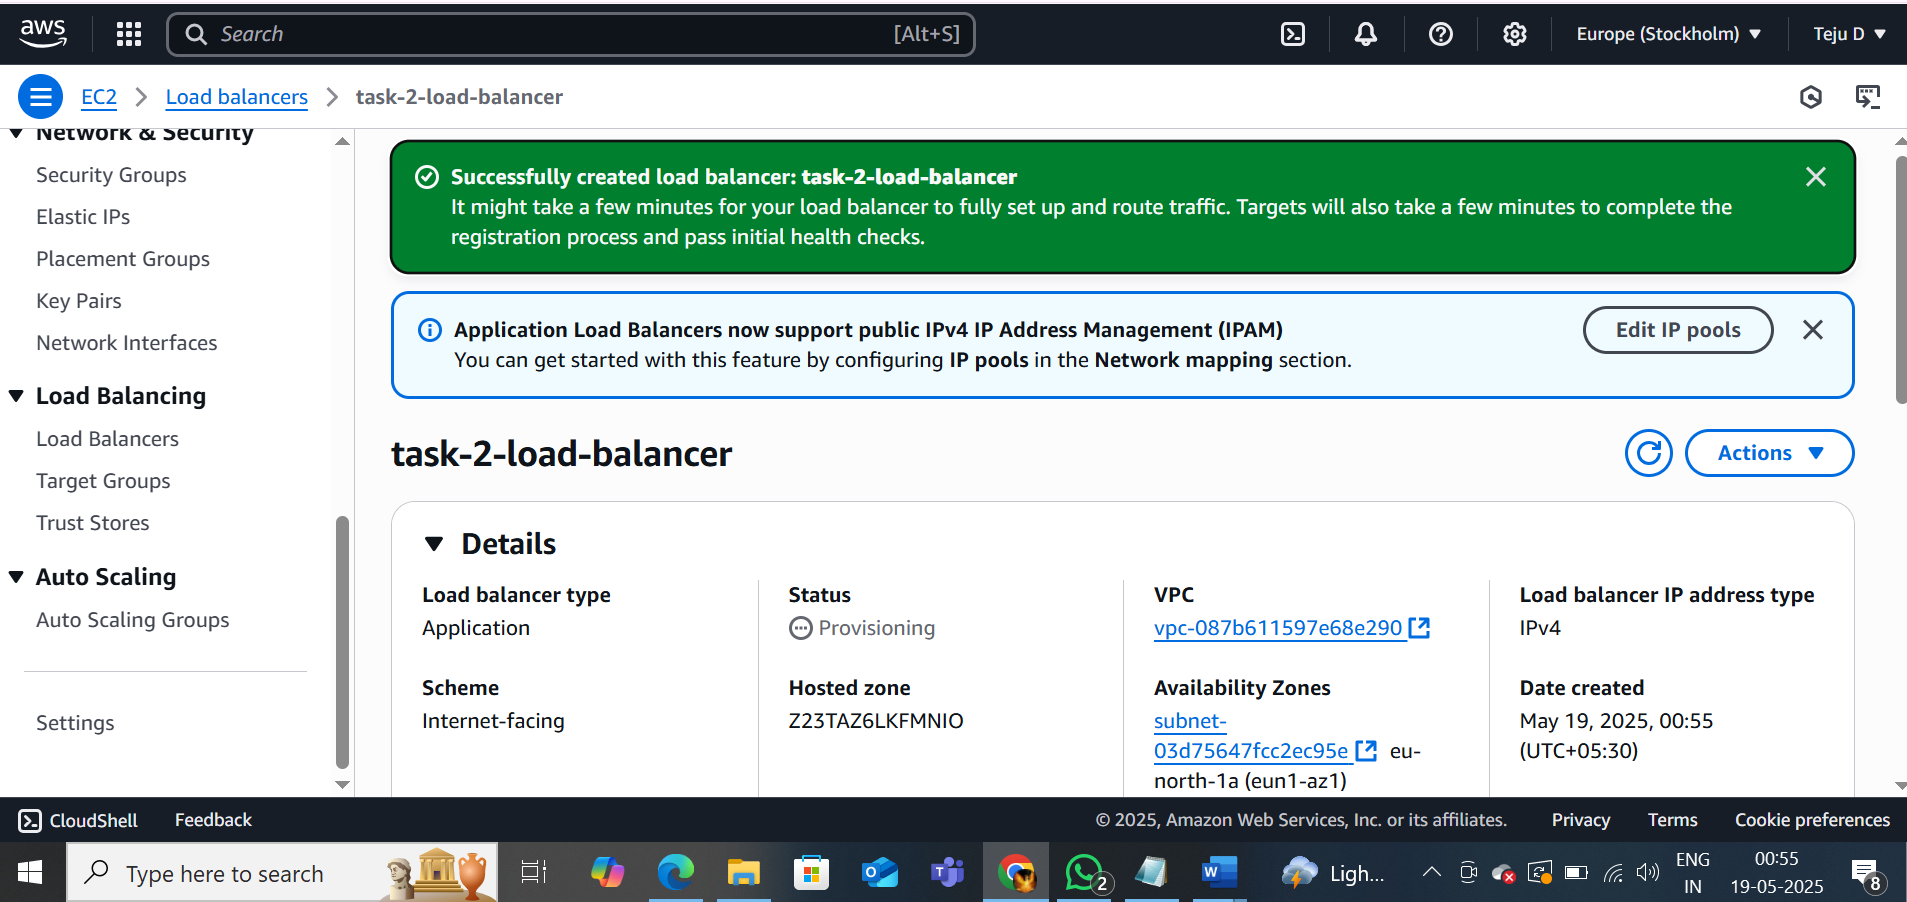 aws
Search
[Alt+S]
Europe (Stockholm)
Teju D
EC2
Load balancers
task-2-load-balancer
Network & Security
Security Groups
Elastic IPs
Placement Groups
Key Pairs
Network Interfaces
Load Balancing
Load Balancers
Target Groups
Trust Stores
Auto Scaling
Auto Scaling Groups
Settings
Successfully created load balancer: task-2-load-balancer
It might take a few minutes for your load balancer to fully set up and route traffic. Targets will also take a few minutes to complete the
registration process and pass initial health checks.
Application Load Balancers now support public IPv4 IP Address Management (IPAM)
You can get started with this feature by configuring IP pools in the Network mapping section.
Edit IP pools
task-2-load-balancer
Actions
Details
Load balancer type
Application
Status
Provisioning
VPC
vpc-087b611597e68e290
Load balancer IP address type
IPv4
Scheme
Internet-facing
Hosted zone
Z23TAZ6LKFMNIO
Availability Zones
subnet-
03d75647fcc2ec95e eu-
north-1a (eun1-az1)
Date created
May 19, 2025, 00:55
(UTC+05:30)
CloudShell
Feedback
© 2025, Amazon Web Services, Inc. or its affiliates.
Privacy
Terms
Cookie preferences
Type here to search
2
Ligh...
ENG
IN
00:55
19-05-2025
8